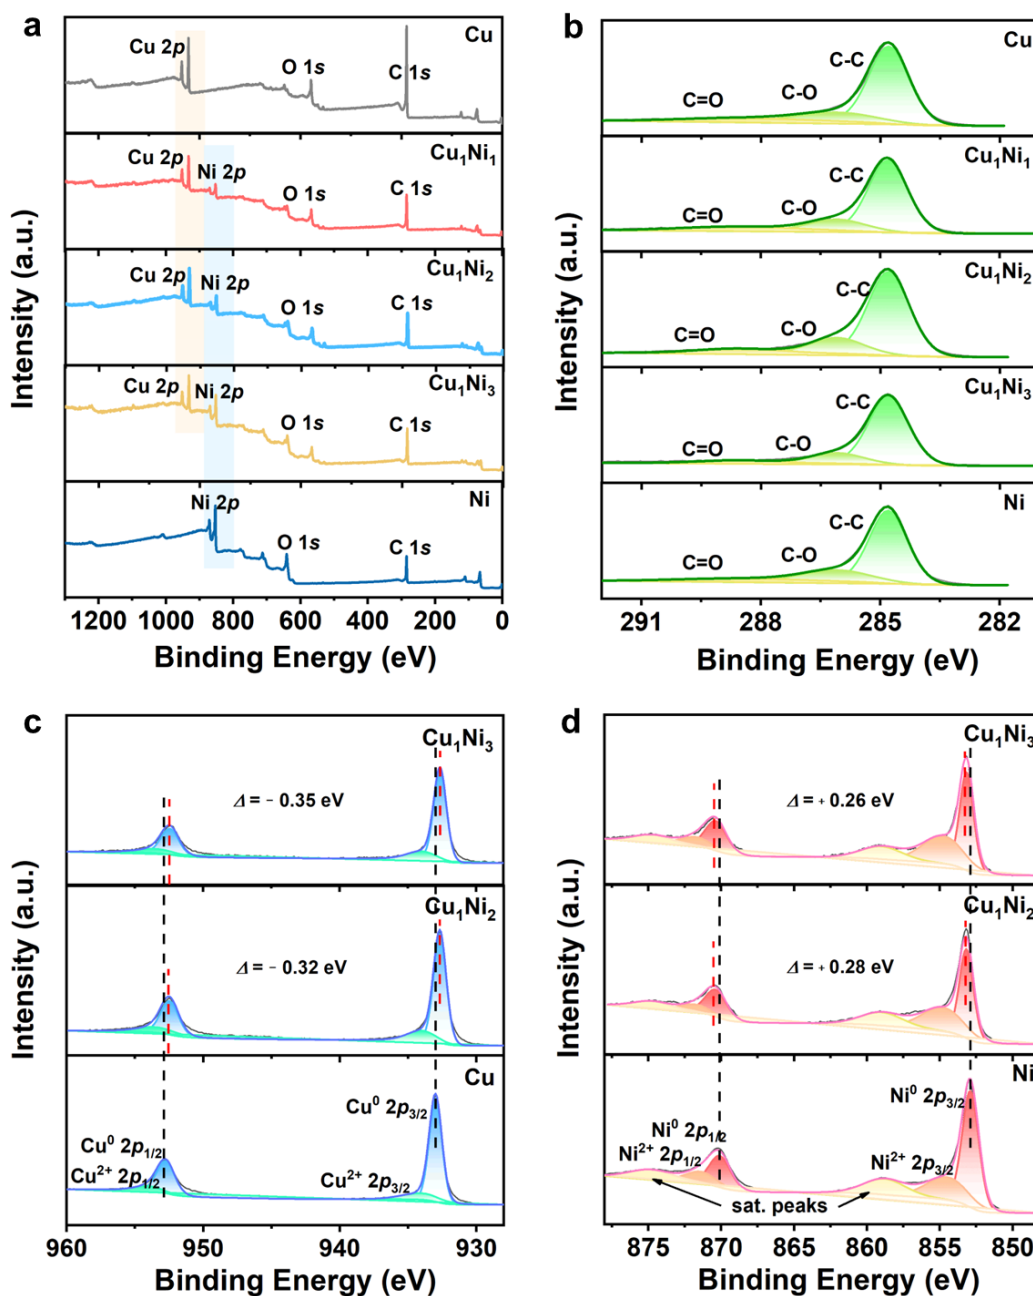 a
Cu
Cu 2p
O 1s
C 1s
Cu₁Ni₁
Cu 2p
Ni 2p
O 1s
C 1s
Cu₁Ni₂
Cu 2p
Ni 2p
O 1s
C 1s
Cu₁Ni₃
Cu 2p
Ni 2p
O 1s
C 1s
Ni
Ni 2p
O 1s
C 1s
Intensity (a.u.)
1200 1000 800 600 400 200 0
Binding Energy (eV)
b
Cu
C-C
C-O
C=O
Cu₁Ni₁
C-C
C-O
C=O
Cu₁Ni₂
C-C
C-O
C=O
Cu₁Ni₃
C-C
C-O
C=O
Ni
C-C
C-O
C=O
Intensity (a.u.)
291 288 285 282
Binding Energy (eV)
c
Cu₁Ni₃
Δ = - 0.35 eV
Cu₁Ni₂
Δ = - 0.32 eV
Cu
Cu⁰ 2p₃/₂
Cu⁰ 2p₁/₂
Cu²⁺ 2p₁/₂
Cu²⁺ 2p₃/₂
Intensity (a.u.)
960 950 940 930
Binding Energy (eV)
d
Cu₁Ni₃
Δ = + 0.26 eV
Cu₁Ni₂
Δ = + 0.28 eV
Ni
Ni⁰ 2p₃/₂
Ni⁰ 2p₁/₂
Ni²⁺ 2p₁/₂
Ni²⁺ 2p₃/₂
sat. peaks
Intensity (a.u.)
875 870 865 860 855 850
Binding Energy (eV)